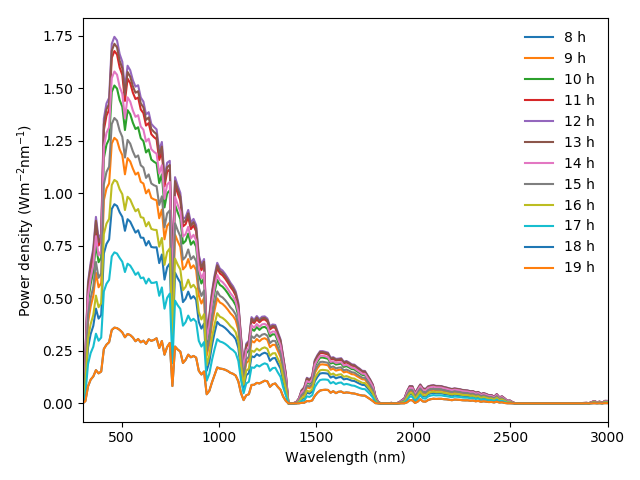 1.75
1.50
1.25
1.00
0.75
0.50
0.25
0.00
Power density (Wm⁻²nm⁻¹)
500
1000
1500
2000
2500
3000
Wavelength (nm)
8 h
9 h
10 h
11 h
12 h
13 h
14 h
15 h
16 h
17 h
18 h
19 h